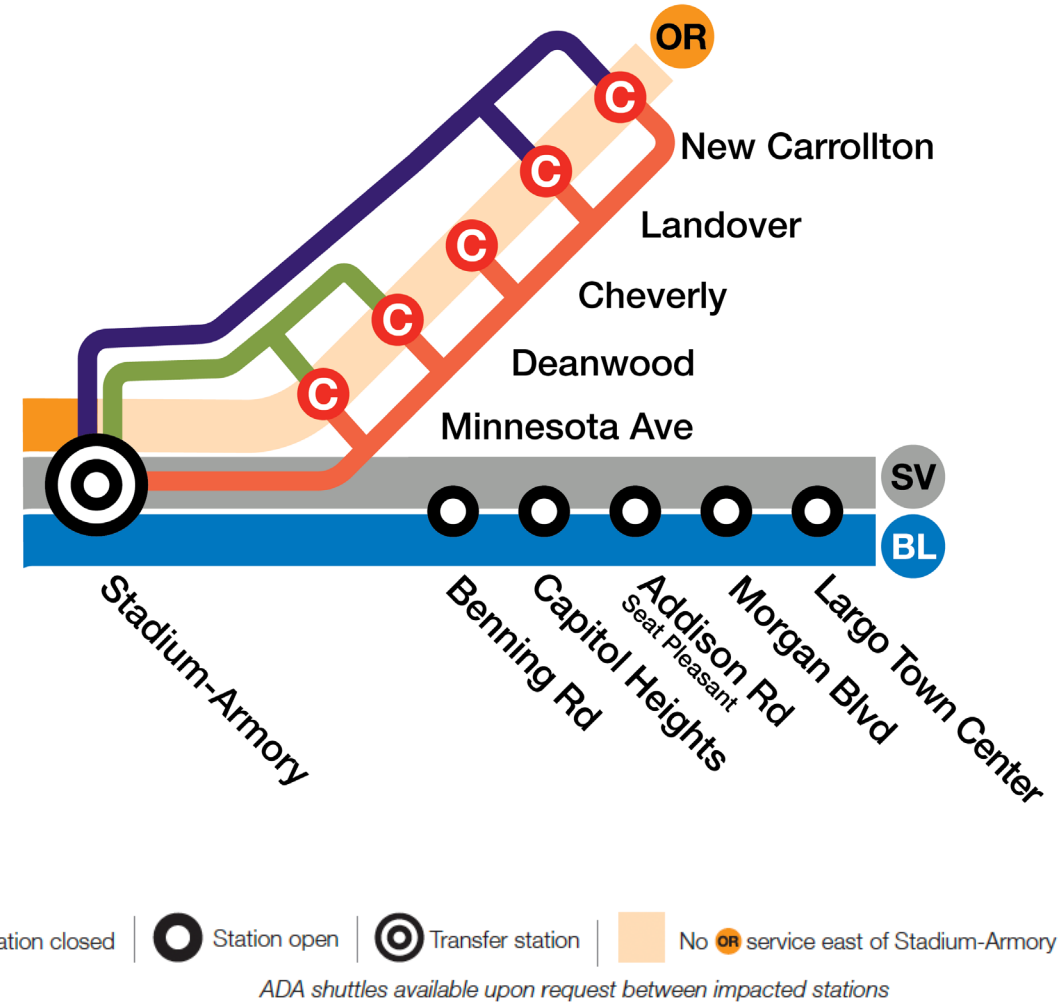 OR
C
New Carrollton
C
Landover
C
Cheverly
C
Deanwood
C
Minnesota Ave
SV
BL
Stadium-Armory
Benning Rd
Capitol Heights
Addison Rd
Seat Pleasant
Morgan Blvd
Largo Town Center
closed
Station open
Transfer station
No OR service east of Stadium-Armory
ADA shuttles available upon request between impacted stations